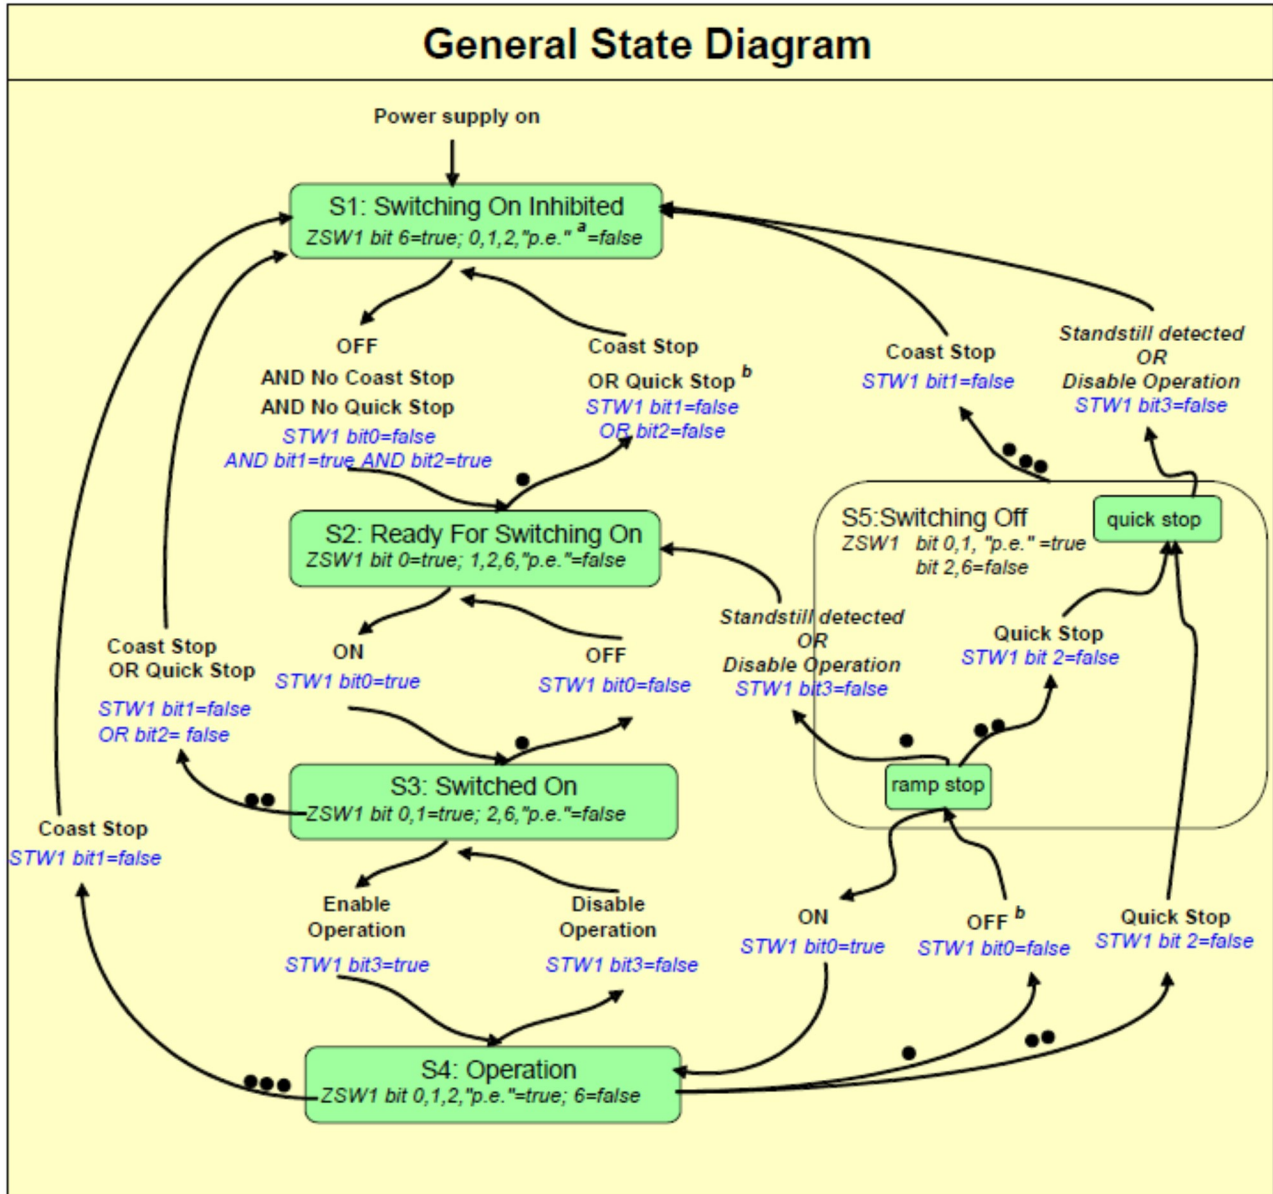 General State Diagram
Power supply on
S1: Switching On Inhibited
ZSW1 bit 6=true; 0,1,2,"p.e." a =false
OFF
AND No Coast Stop
AND No Quick Stop
STW1 bit0=false
AND bit1=true AND bit2=true
Coast Stop
OR Quick Stop b
STW1 bit1=false
OR bit2=false
Coast Stop
STW1 bit1=false
Standstill detected
OR
Disable Operation
STW1 bit3=false
S2: Ready For Switching On
ZSW1 bit 0=true; 1,2,6,"p.e."=false
S5:Switching Off
ZSW1 bit 0,1, "p.e." =true
bit 2,6=false
quick stop
Coast Stop
OR Quick Stop
STW1 bit1=false
OR bit2= false
ON
STW1 bit0=true
OFF
STW1 bit0=false
Standstill detected
OR
Disable Operation
STW1 bit3=false
Quick Stop
STW1 bit 2=false
S3: Switched On
ZSW1 bit 0,1=true; 2,6,"p.e."=false
ramp stop
Coast Stop
STW1 bit1=false
Enable
Operation
STW1 bit3=true
Disable
Operation
STW1 bit3=false
ON
STW1 bit0=true
OFF b
STW1 bit0=false
Quick Stop
STW1 bit 2=false
S4: Operation
ZSW1 bit 0,1,2,"p.e."=true; 6=false